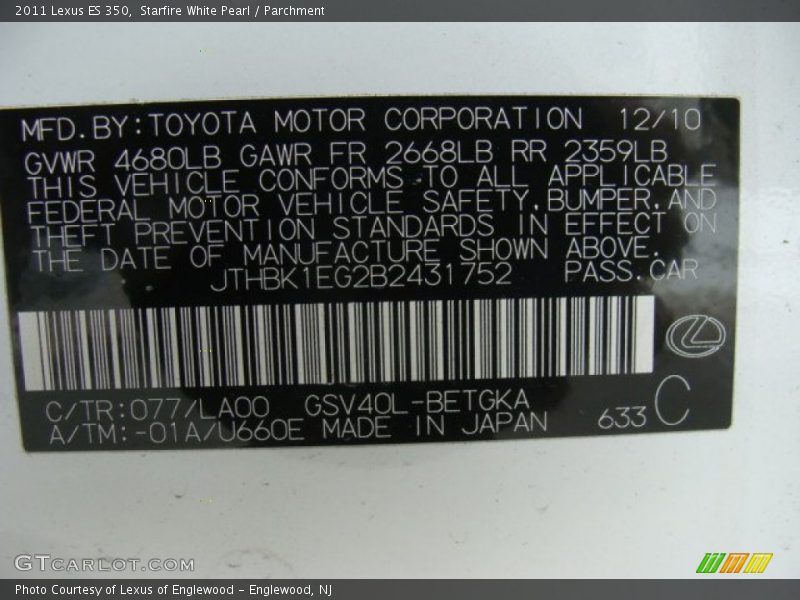 2011 Lexus ES 350, Starfire White Pearl / Parchment
MFD.BY:TOYOTA MOTOR CORPORATION 12/10
GVWR 4680LB GAWR FR 2668LB RR 2359LB
THIS VEHICLE CONFORMS TO ALL APPLICABLE
FEDERAL MOTOR VEHICLE SAFETY,BUMPER,AND
THEFT PREVENTION STANDARDS IN EFFECT ON
THE DATE OF MANUFACTURE SHOWN ABOVE.
JTHBK1EG2B2431752 PASS.CAR
C/TR:077/LA00 GSV40L-BETGKA
A/TM:-01A/U660E MADE IN JAPAN 633 C
GTCARLOT.COM
Photo Courtesy of Lexus of Englewood – Englewood, NJ